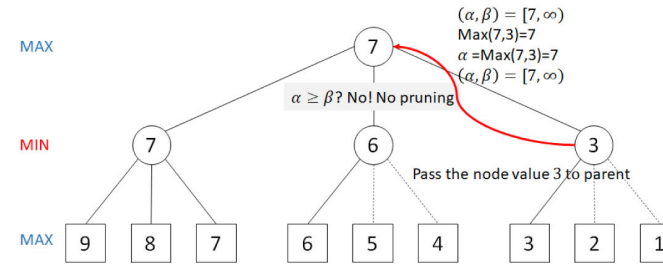 (α, β) = [7, ∞)
Max(7,3)=7
MAX
7
α =Max(7,3)=7
(α, β) = [7, ∞)
α ≥ β? No! No pruning
MIN
7
6
3
Pass the node value 3 to parent
MAX
9
8
7
6
5
4
3
2
1